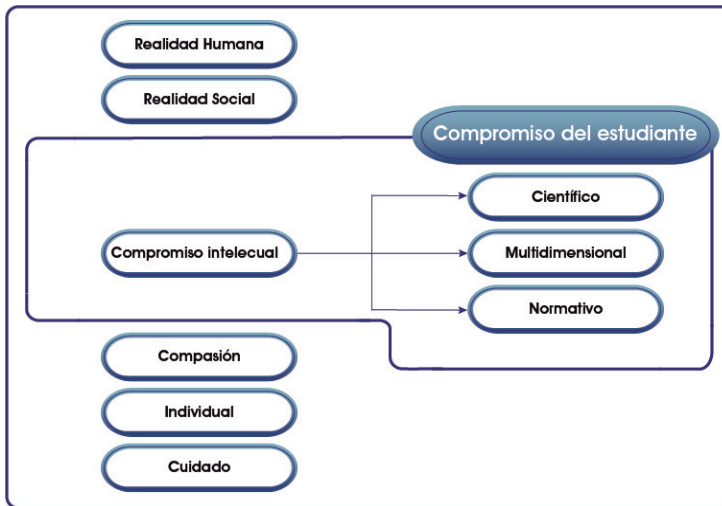 Realidad Humana
Realidad Social
Compromiso del estudiante
Científico
Compromiso intelecual
Multidimensional
Normativo
Compasión
Individual
Cuidado